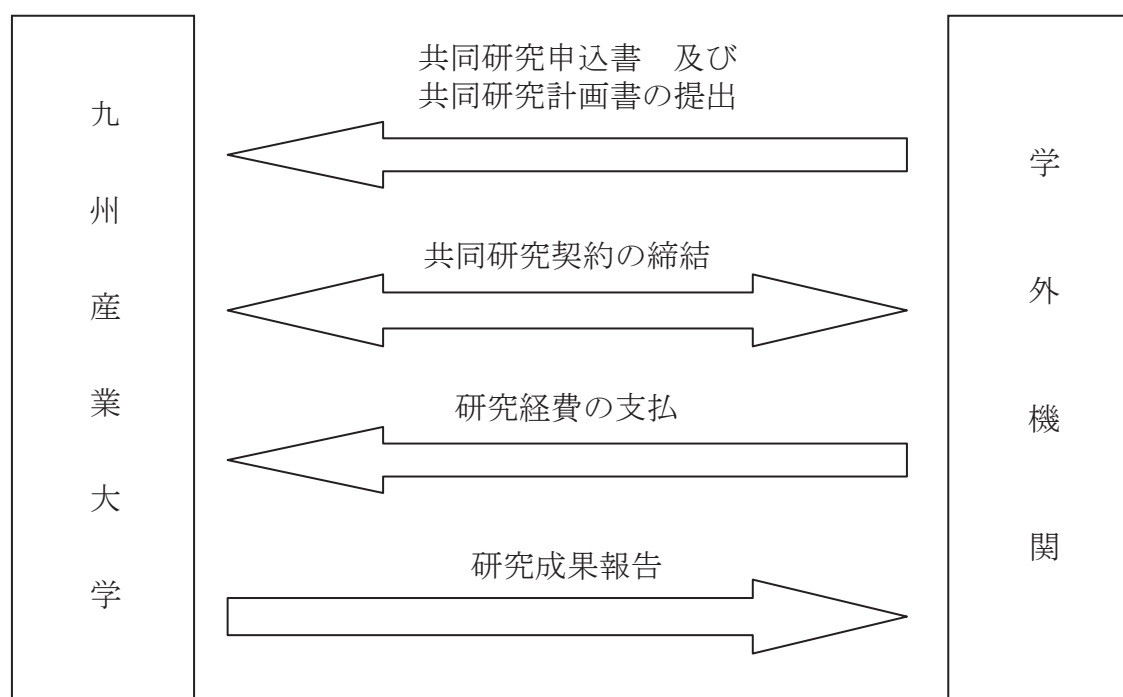 九州産業大学
共同研究申込書　及び
共同研究計画書の提出
共同研究契約の締結
研究経費の支払
研究成果報告
学外機関